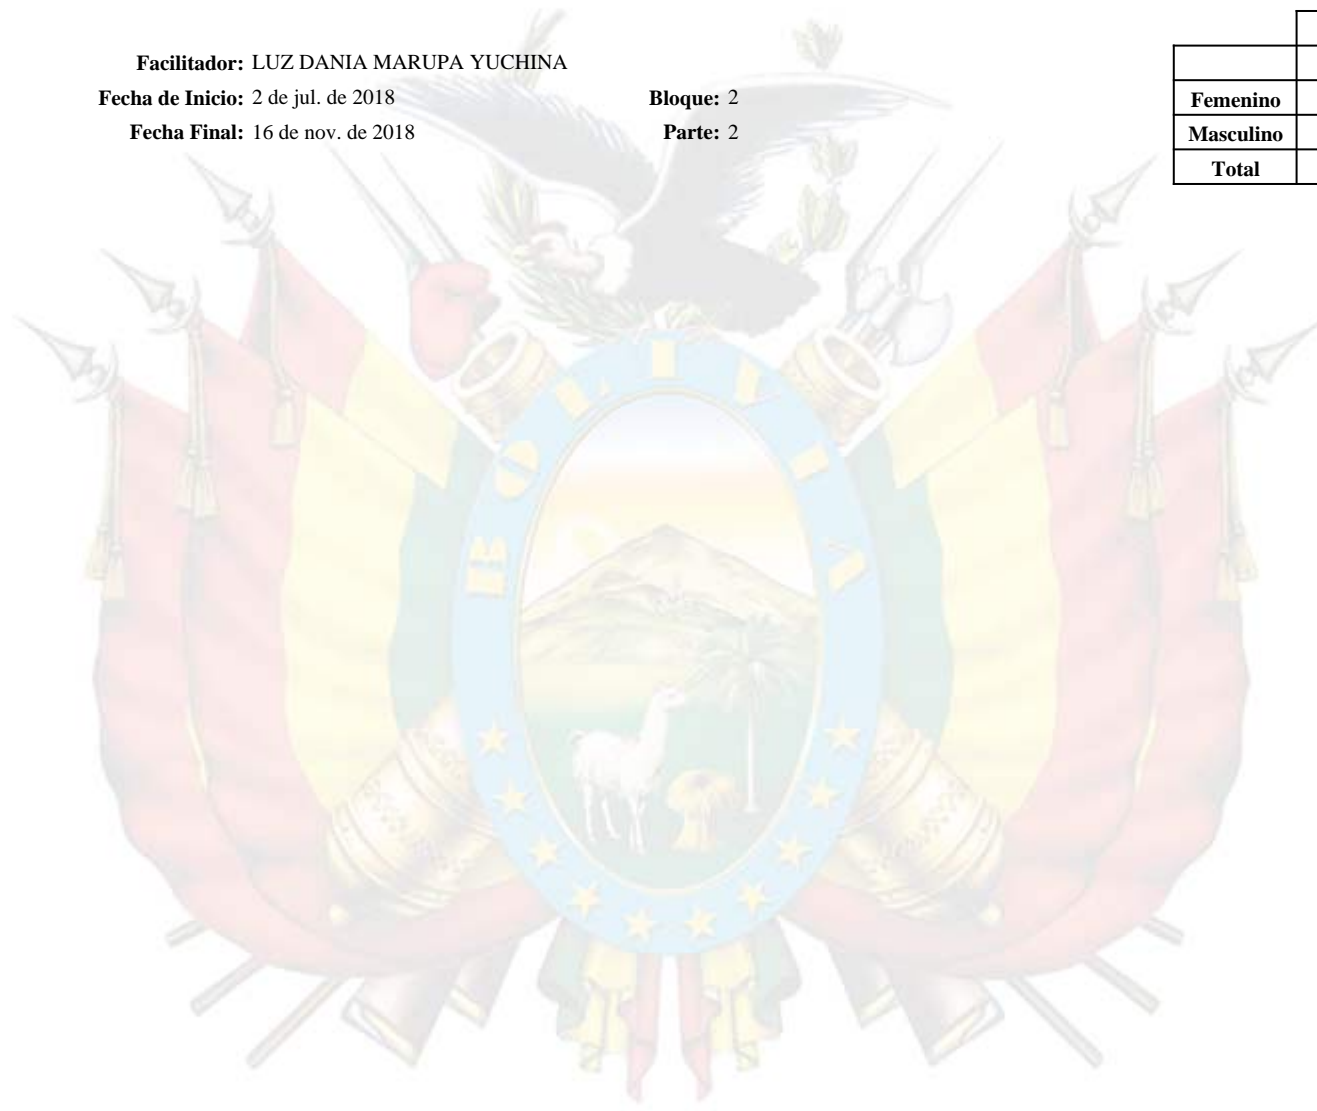 Facilitador: LUZ DANIA MARUPA YUCHINA
Fecha de Inicio: 2 de jul. de 2018 Bloque: 2
Fecha Final: 16 de nov. de 2018 Parte: 2
Femenino
Masculino
Total
BOLIVIA